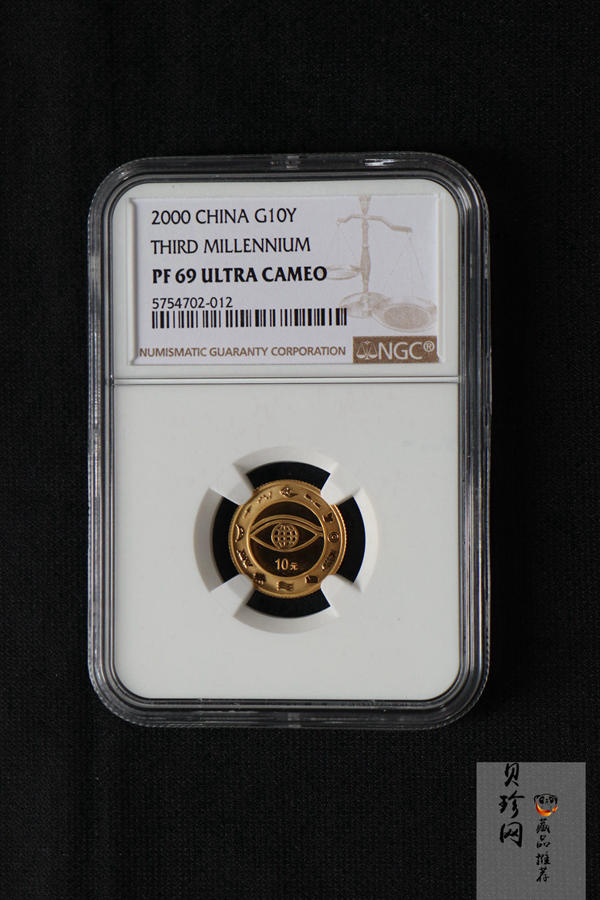 2000 CHINA G10Y
THIRD MILLENNIUM
PF 69 ULTRA CAMEO
5754702-012
NUMISMATIC GUARANTY CORPORATION
NGC®
10元
贝珍网
藏品推荐